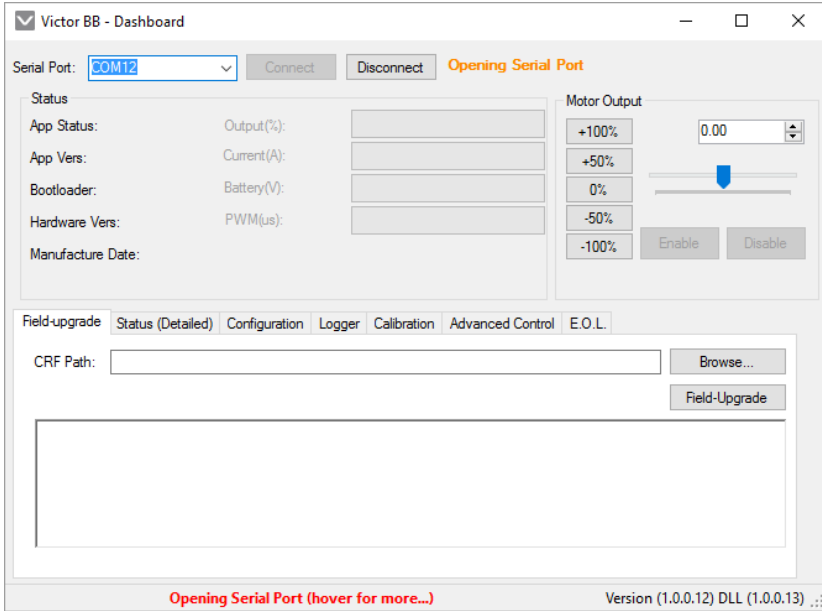 Victor BB - Dashboard
Serial Port: COM12 Connect Disconnect Opening Serial Port
Status
App Status: Output(%):
App Vers: Current(A):
Bootloader: Battery(V):
Hardware Vers: PWM(us):
Manufacture Date:
Motor Output
+100% 0.00
+50%
0%
-50%
-100% Enable Disable
Field-upgrade Status (Detailed) Configuration Logger Calibration Advanced Control E.O.L.
CRF Path: Browse...
Field-Upgrade
Opening Serial Port (hover for more...) Version (1.0.0.12) DLL (1.0.0.13)